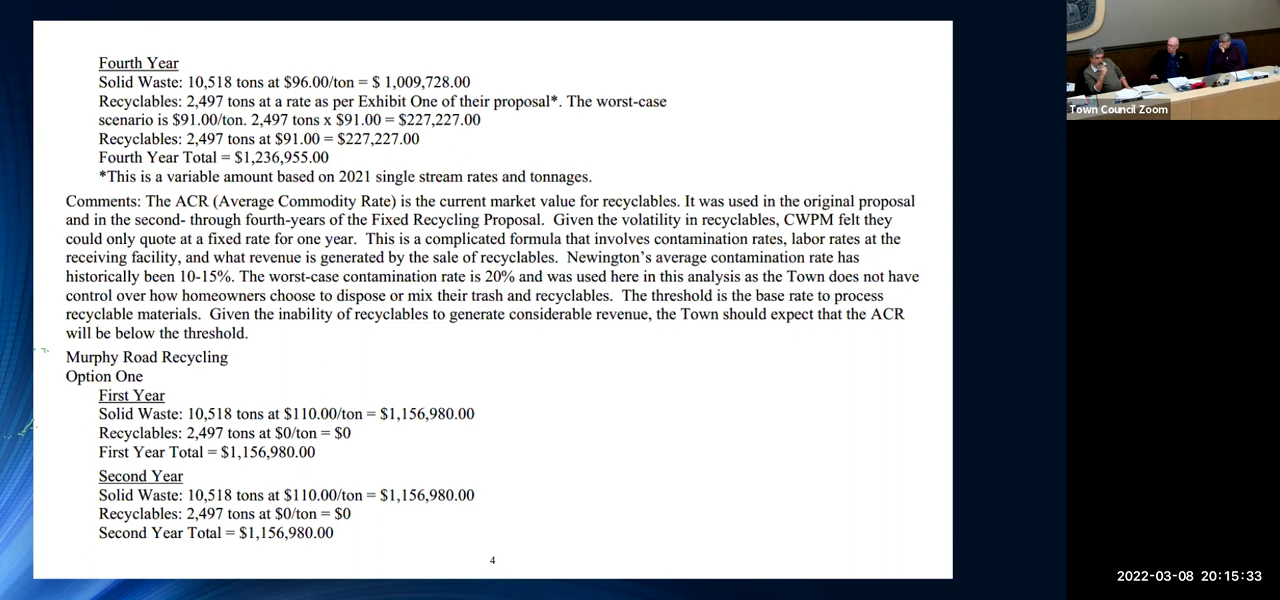 Fourth Year
Solid Waste: 10,518 tons at $96.00/ton = $ 1,009,728.00
Recyclables: 2,497 tons at a rate as per Exhibit One of their proposal*. The worst-case
scenario is $91.00/ton. 2,497 tons x $91.00 = $227,227.00
Recyclables: 2,497 tons at $91.00 = $227,227.00
Fourth Year Total = $1,236,955.00
*This is a variable amount based on 2021 single stream rates and tonnages.
Comments: The ACR (Average Commodity Rate) is the current market value for recyclables. It was used in the original proposal
and in the second- through fourth-years of the Fixed Recycling Proposal. Given the volatility in recyclables, CWPM felt they
could only quote at a fixed rate for one year. This is a complicated formula that involves contamination rates, labor rates at the
receiving facility, and what revenue is generated by the sale of recyclables. Newington's average contamination rate has
historically been 10-15%. The worst-case contamination rate is 20% and was used here in this analysis as the Town does not have
control over how homeowners choose to dispose or mix their trash and recyclables. The threshold is the base rate to process
recyclable materials. Given the inability of recyclables to generate considerable revenue, the Town should expect that the ACR
will be below the threshold.
Murphy Road Recycling
Option One
First Year
Solid Waste: 10,518 tons at $110.00/ton = $1,156,980.00
Recyclables: 2,497 tons at $0/ton = $0
First Year Total = $1,156,980.00
Second Year
Solid Waste: 10,518 tons at $110.00/ton = $1,156,980.00
Recyclables: 2,497 tons at $0/ton = $0
Second Year Total = $1,156,980.00
4
Town Council Zoom
2022-03-08 20:15:33